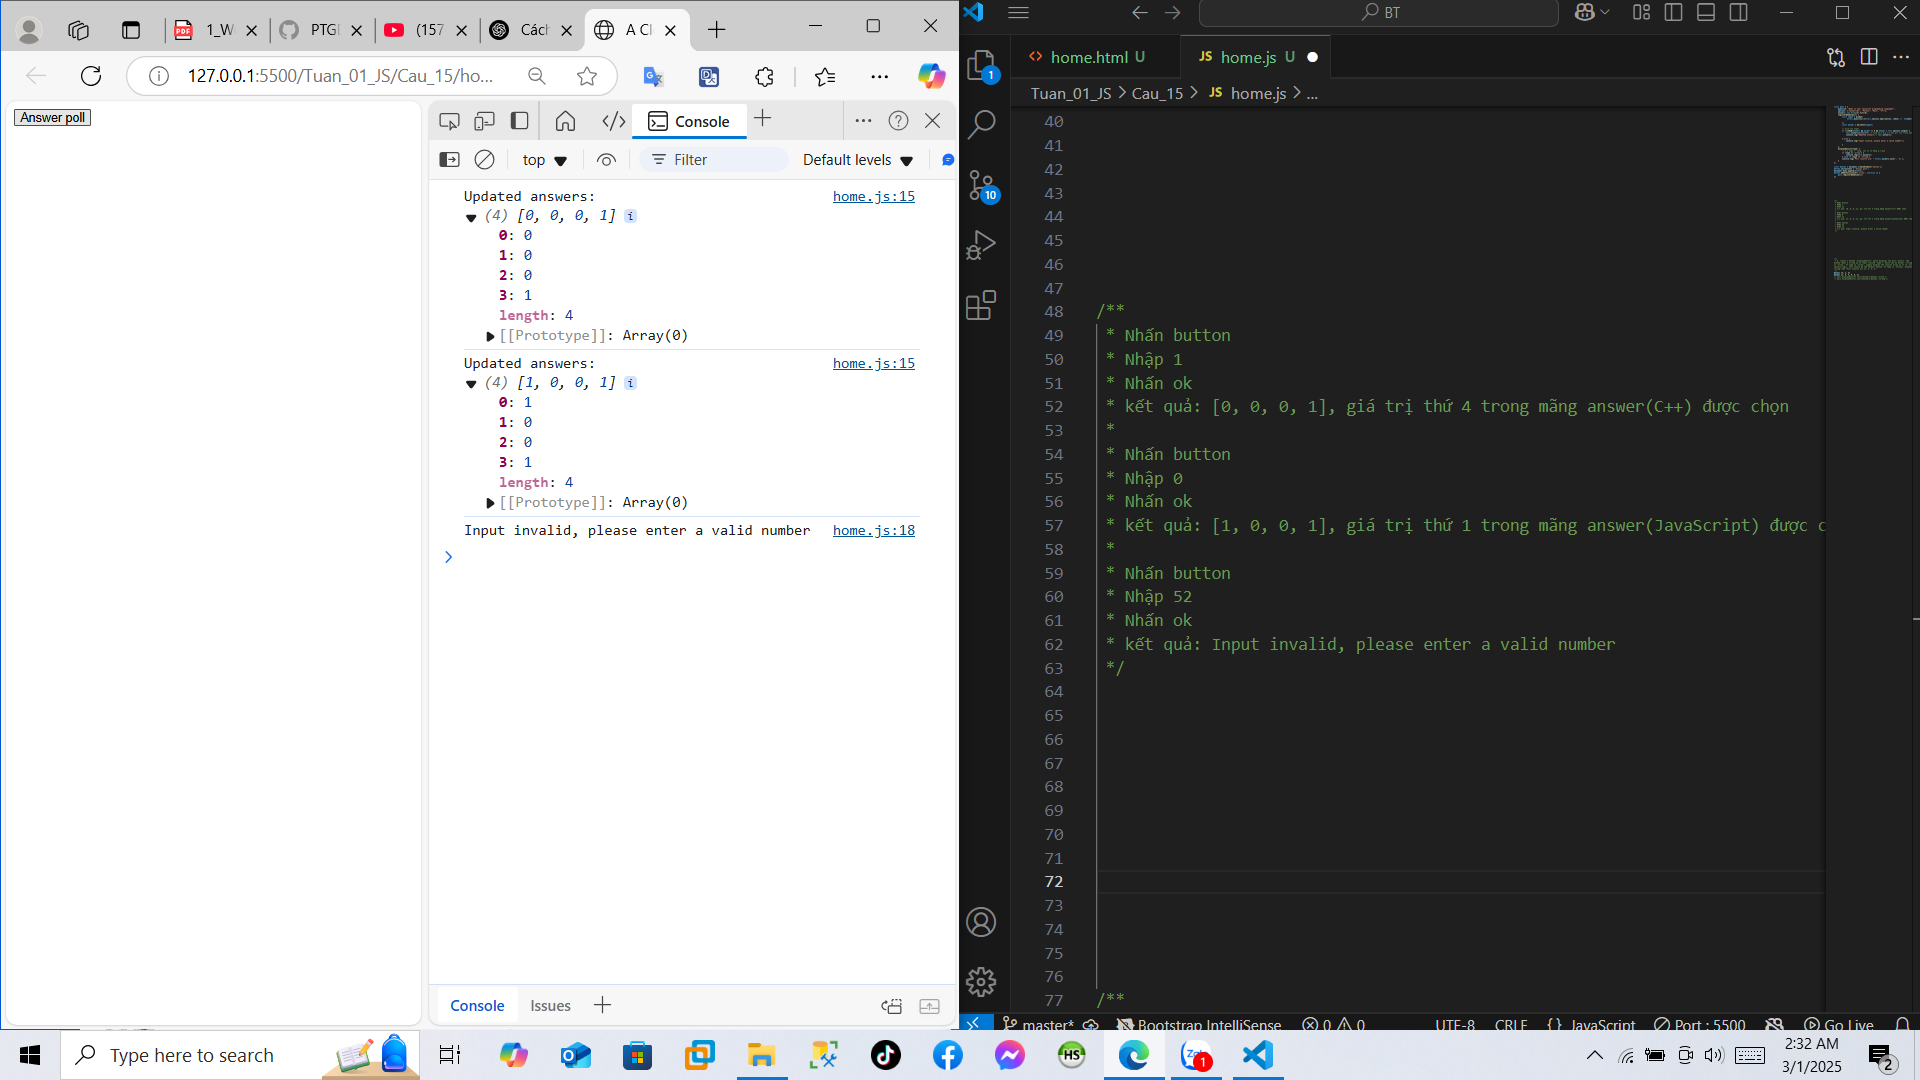 1_W
PTGI
(157
Các
A Cl
127.0.0.1:5500/Tuan_01_JS/Cau_15/ho...
Answer poll
Console
top
Filter
Default levels
Updated answers: home.js:15
(4) [0, 0, 0, 1]
0: 0
1: 0
2: 0
3: 1
length: 4
[[Prototype]]: Array(0)
Updated answers: home.js:15
(4) [1, 0, 0, 1]
0: 1
1: 0
2: 0
3: 1
length: 4
[[Prototype]]: Array(0)
Input invalid, please enter a valid number home.js:18
Console
Issues
BT
home.html U
home.js U
Tuan_01_JS > Cau_15 > JS home.js > ...
1
10
40
41
42
43
44
45
46
47
48 /**
49 * Nhấn button
50 * Nhập 1
51 * Nhấn ok
52 * kết quả: [0, 0, 0, 1], giá trị thứ 4 trong mãng answer(C++) được chọn
53 *
54 * Nhấn button
55 * Nhập 0
56 * Nhấn ok
57 * kết quả: [1, 0, 0, 1], giá trị thứ 1 trong mãng answer(JavaScript) được c
58 *
59 * Nhấn button
60 * Nhập 52
61 * Nhấn ok
62 * kết quả: Input invalid, please enter a valid number
63 */
64
65
66
67
68
69
70
71
72
73
74
75
76
77 /**
master*
Bootstrap IntelliSense
0 0
UTF-8
CRLF
{} JavaScript
Port : 5500
Go Live
Type here to search
HS
1
2:32 AM
3/1/2025
2